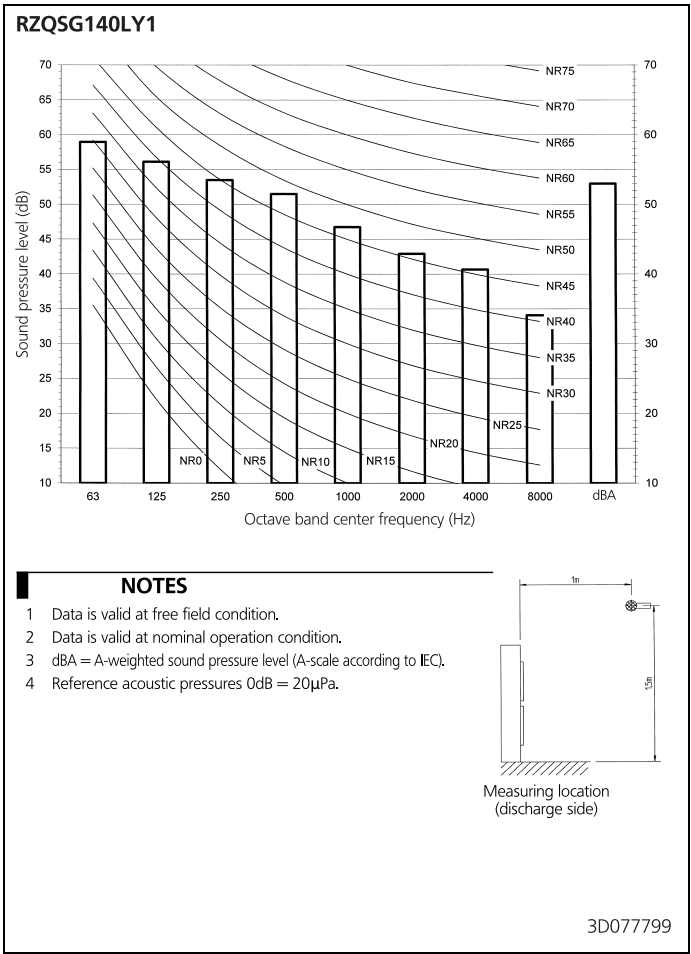 RZQSG140LY1
70 70
65
60 60
55
50 50
45
40 40
35
30 30
25
20 20
15
10 10
Sound pressure level (dB)
NR75
NR70
NR65
NR60
NR55
NR50
NR45
NR40
NR35
NR30
NR25
NR20
NR0 NR5 NR10 NR15
63 125 250 500 1000 2000 4000 8000 dBA
Octave band center frequency (Hz)
NOTES
1 Data is valid at free field condition.
2 Data is valid at nominal operation condition.
3 dBA = A-weighted sound pressure level (A-scale according to IEC).
4 Reference acoustic pressures 0dB = 20μPa.
1m
1,5m
Measuring location
(discharge side)
3D077799